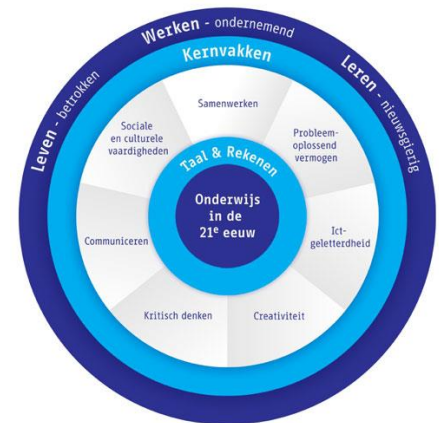 Werken - ondernemend
Leven - betrokken
Leren - nieuwsgierig
Kernvakken
Samenwerken
Sociale
en culturele
vaardigheden
Probleem-
oplossend
vermogen
Taal & Rekenen
Onderwijs
in de
21e eeuw
Communiceren
Ict-
geletterdheid
Kritisch denken
Creativiteit